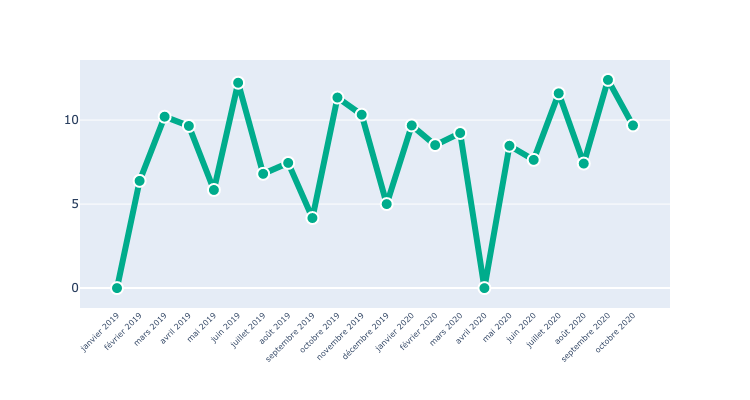 10
5
0
janvier 2019
février 2019
mars 2019
avril 2019
mai 2019
juin 2019
juillet 2019
août 2019
septembre 2019
octobre 2019
novembre 2019
décembre 2019
janvier 2020
février 2020
mars 2020
avril 2020
mai 2020
juin 2020
juillet 2020
août 2020
septembre 2020
octobre 2020